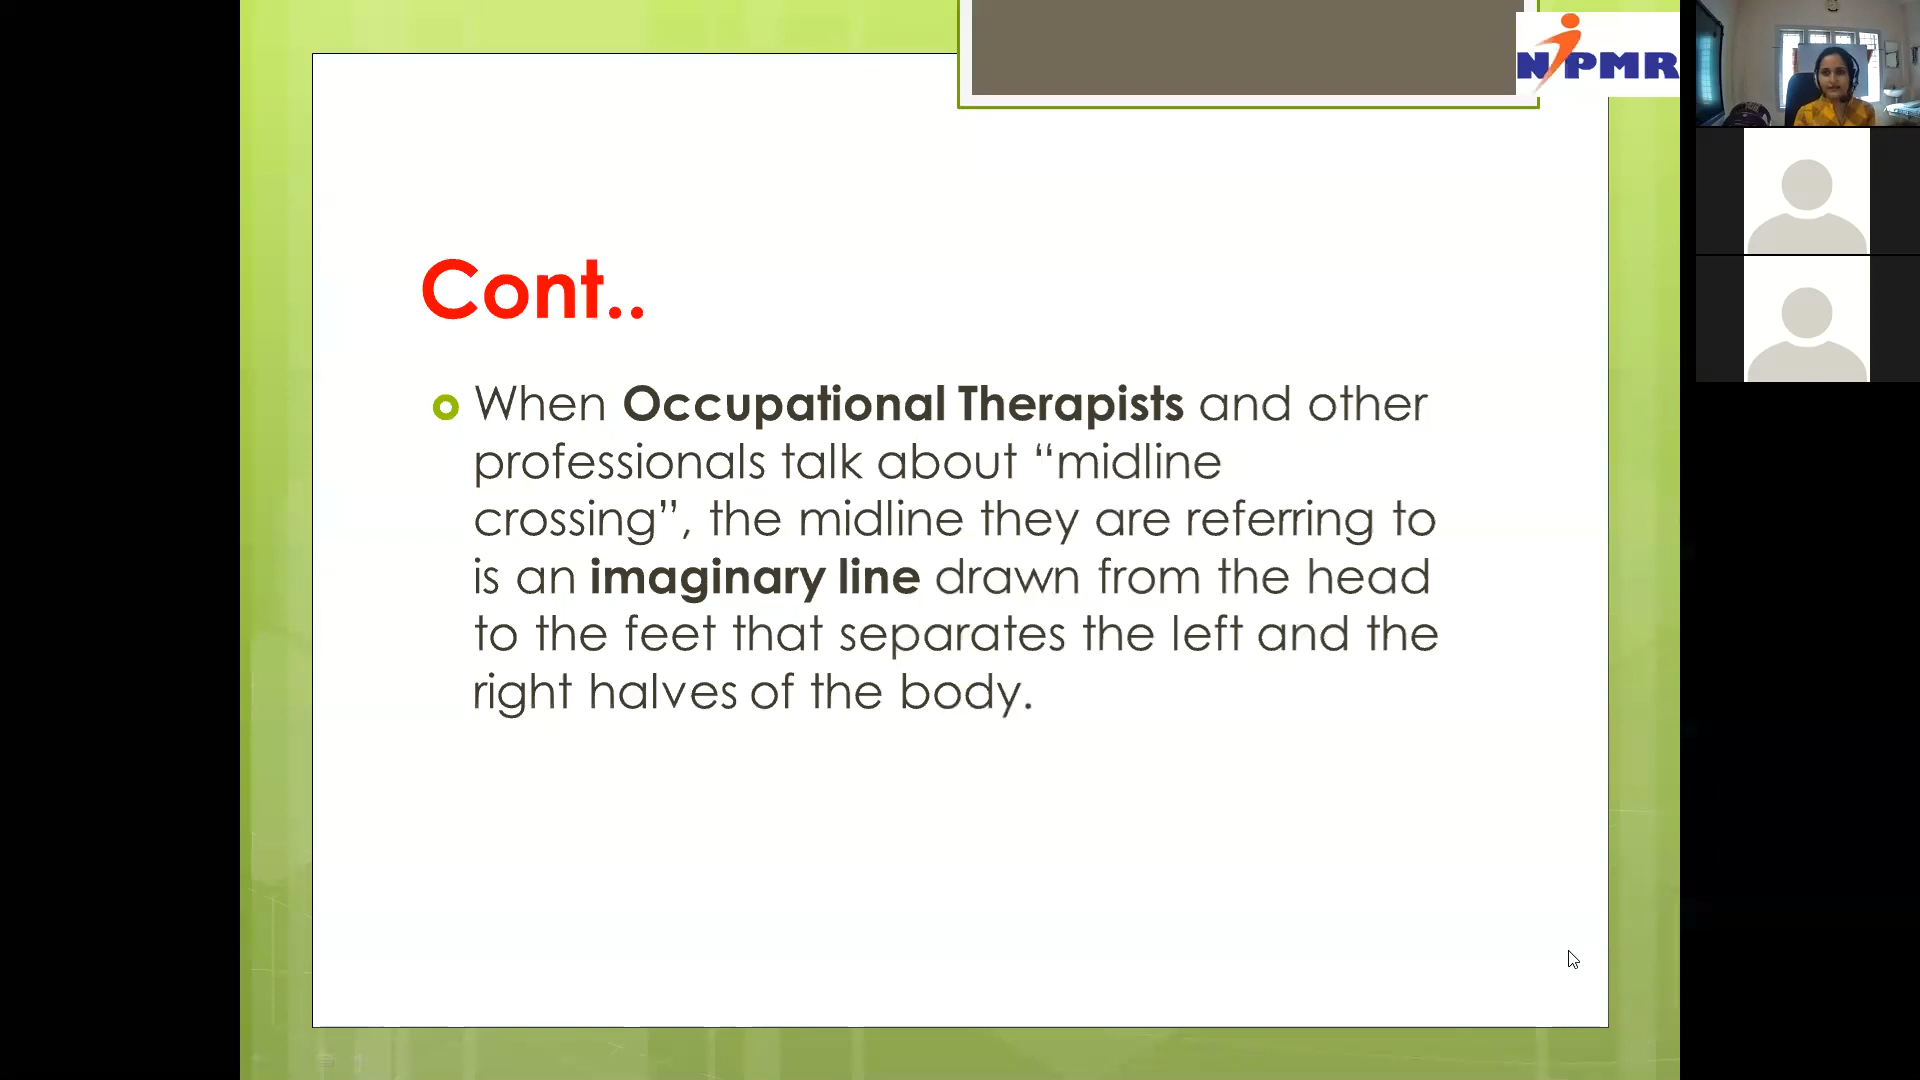 NIPMR
Cont..
When Occupational Therapists and other
professionals talk about “midline
crossing”, the midline they are referring to
is an imaginary line drawn from the head
to the feet that separates the left and the
right halves of the body.